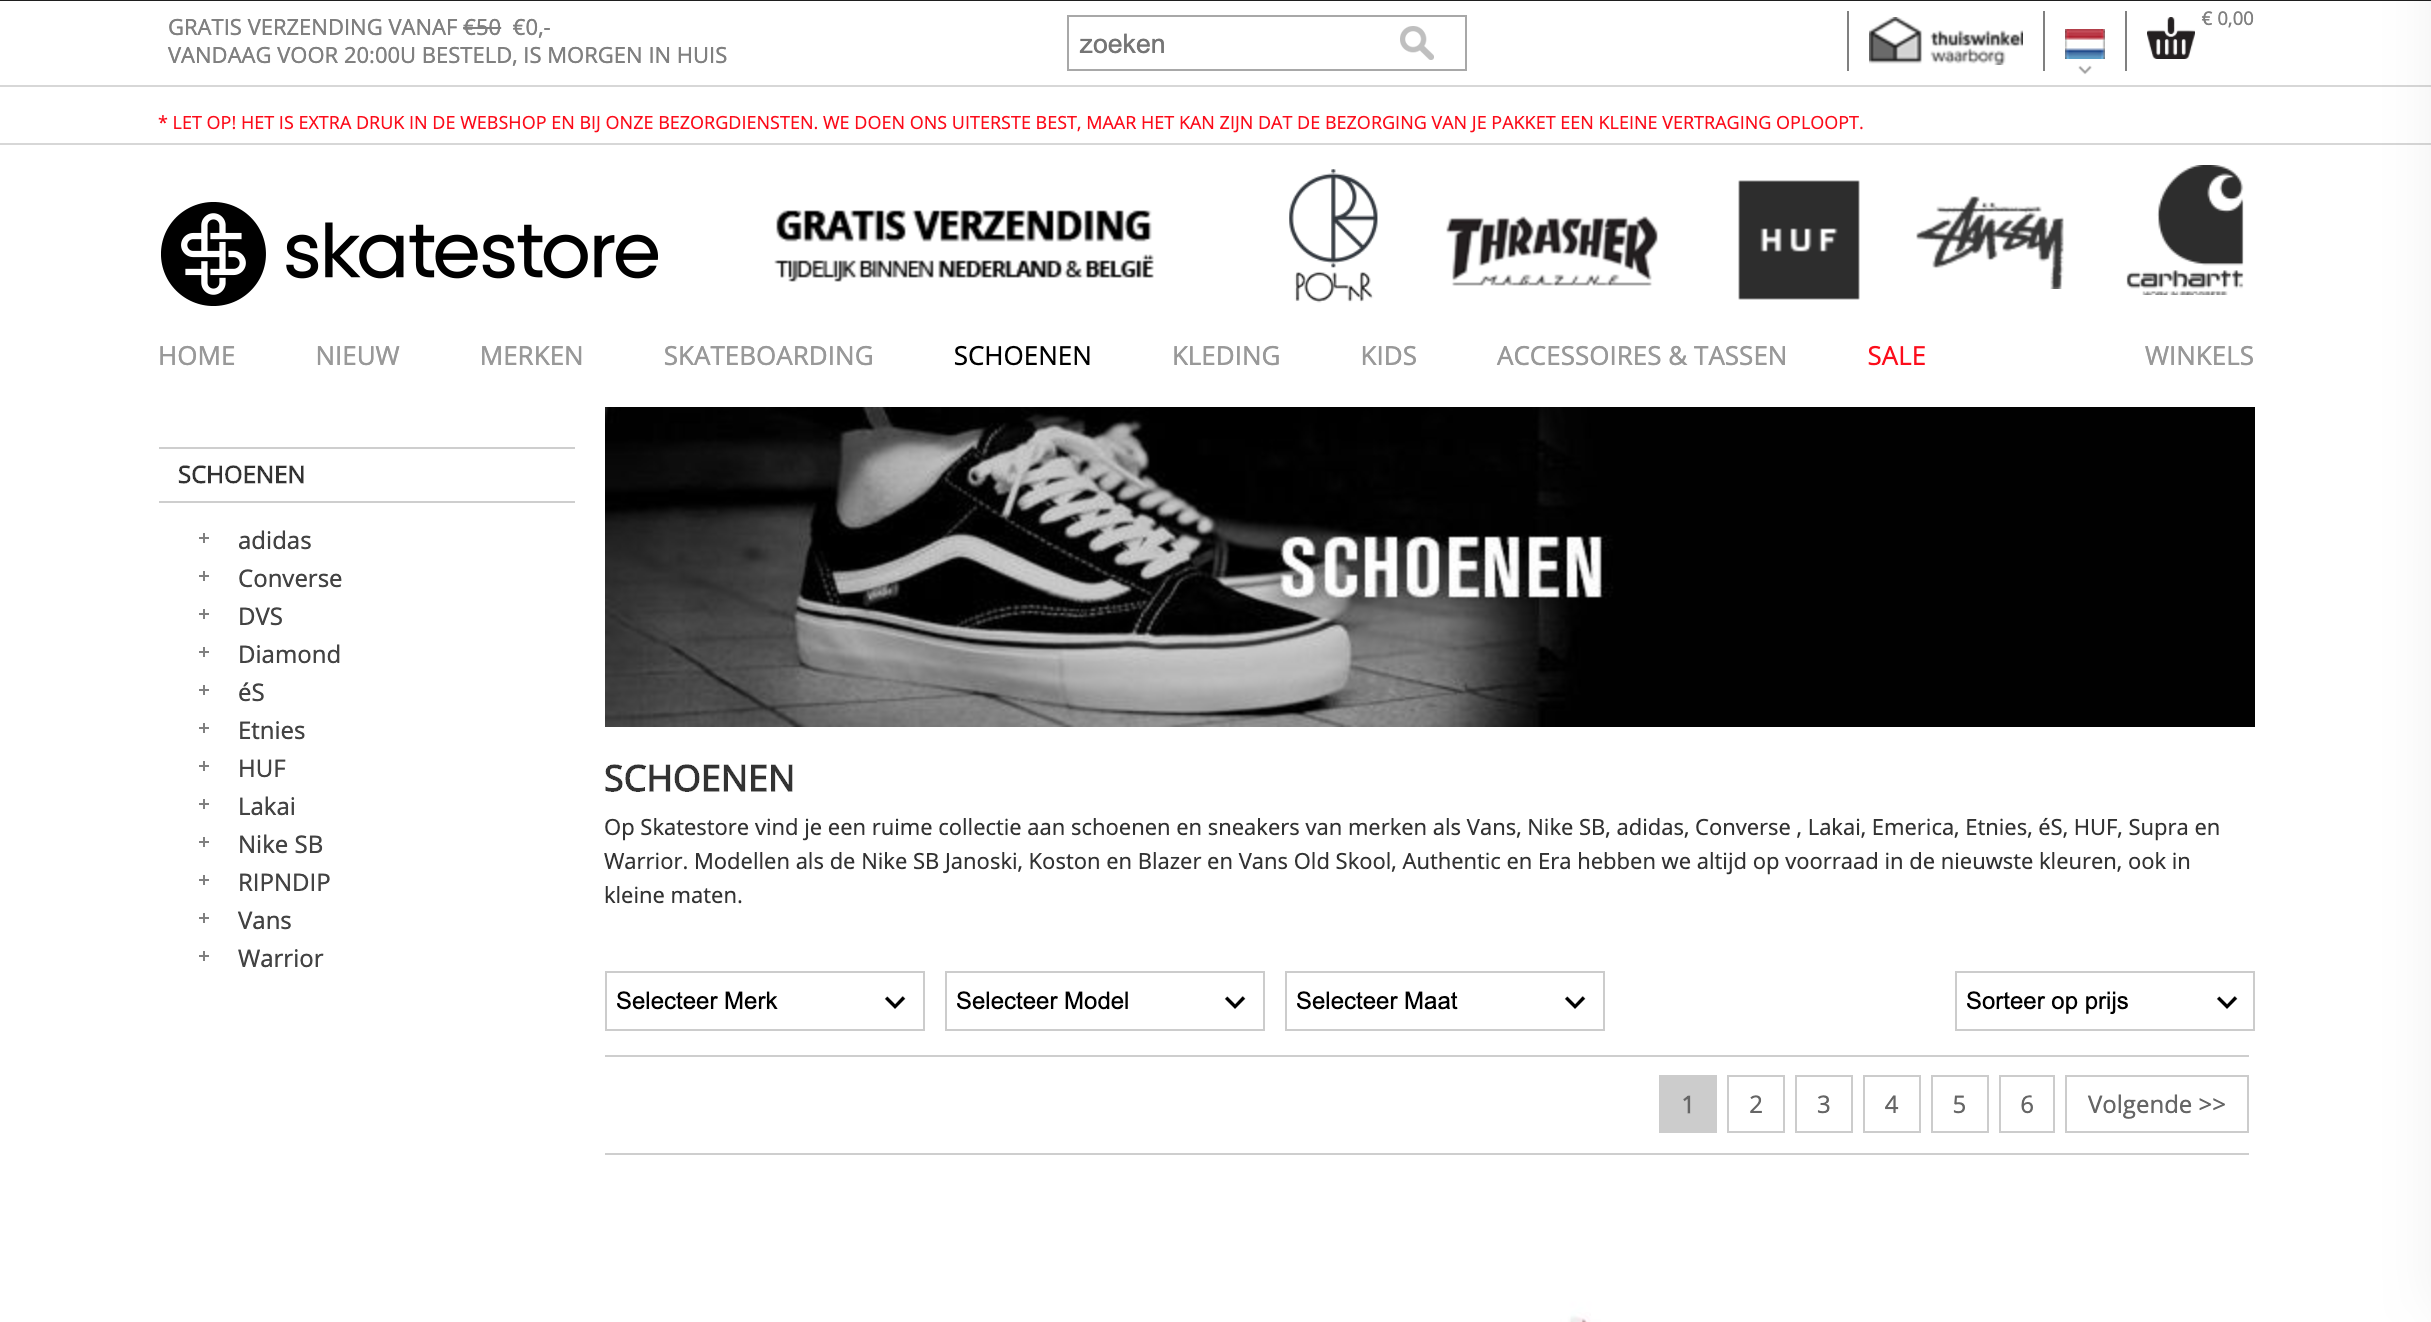 GRATIS VERZENDING VANAF €50 €0,-
VANDAAG VOOR 20:00U BESTELD, IS MORGEN IN HUIS
zoeken
thuiswinkel
waarborg
€ 0,00
* LET OP! HET IS EXTRA DRUK IN DE WEBSHOP EN BIJ ONZE BEZORGDIENSTEN. WE DOEN ONS UITERSTE BEST, MAAR HET KAN ZIJN DAT DE BEZORGING VAN JE PAKKET EEN KLEINE VERTRAGING OPLOOPT.
skatestore
GRATIS VERZENDING
TIJDELIJK BINNEN NEDERLAND & BELGIË
POLAR
THRASHER
MAGAZINE
HUF
STÜSSY
carhartt
HOME NIEUW MERKEN SKATEBOARDING SCHOENEN KLEDING KIDS ACCESSOIRES & TASSEN SALE WINKELS
SCHOENEN
+ adidas
+ Converse
+ DVS
+ Diamond
+ éS
+ Etnies
+ HUF
+ Lakai
+ Nike SB
+ RIPNDIP
+ Vans
+ Warrior
SCHOENEN
SCHOENEN
Op Skatestore vind je een ruime collectie aan schoenen en sneakers van merken als Vans, Nike SB, adidas, Converse , Lakai, Emerica, Etnies, éS, HUF, Supra en
Warrior. Modellen als de Nike SB Janoski, Koston en Blazer en Vans Old Skool, Authentic en Era hebben we altijd op voorraad in de nieuwste kleuren, ook in
kleine maten.
Selecteer Merk
Selecteer Model
Selecteer Maat
Sorteer op prijs
1 2 3 4 5 6 Volgende >>